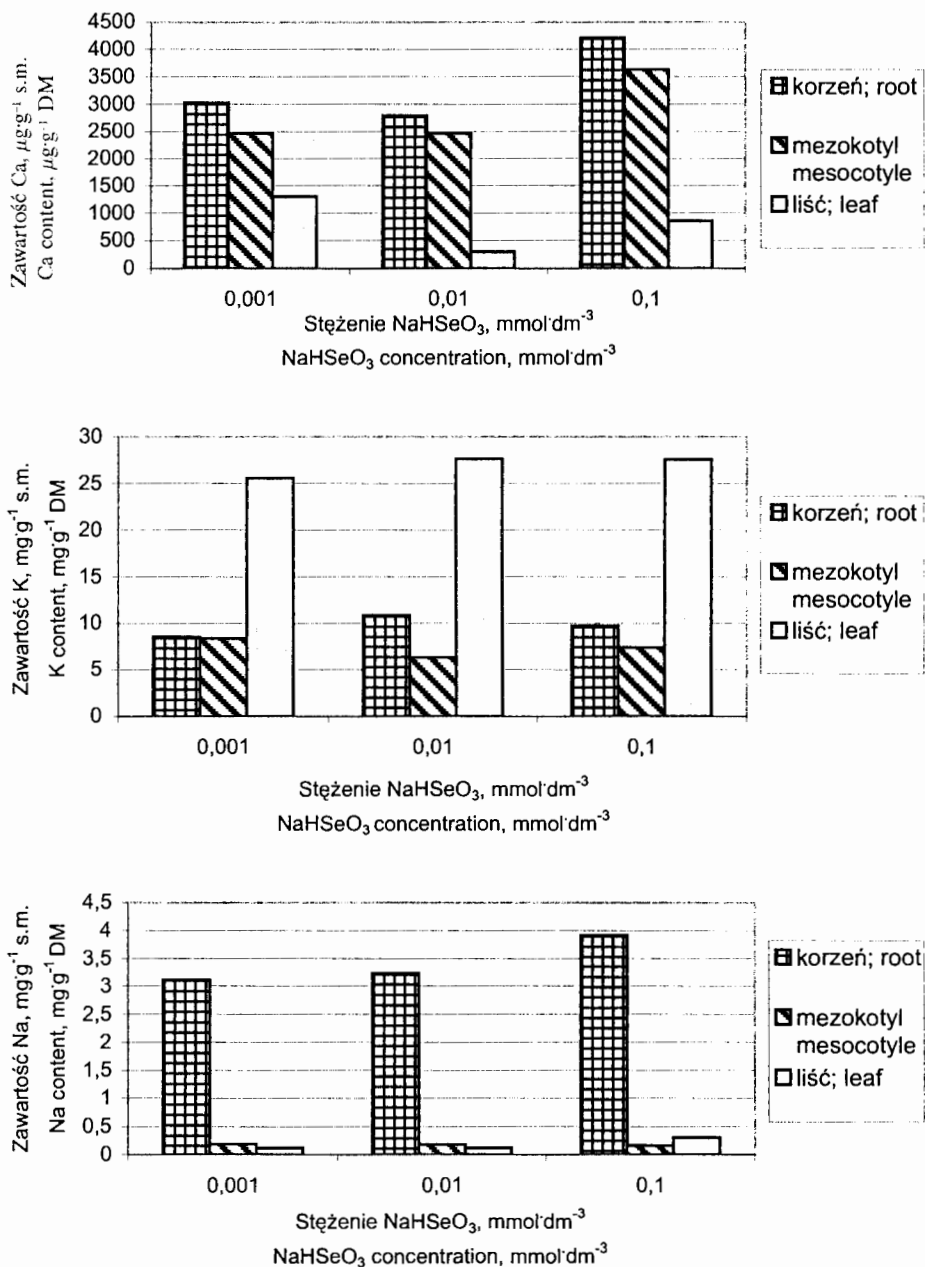 Zawartość Ca, µg·g⁻¹ s.m.
Ca content, µg·g⁻¹ DM
4500
4000
3500
3000
2500
2000
1500
1000
500
0
0,001 0,01 0,1
Stężenie NaHSeO₃, mmol·dm⁻³
NaHSeO₃ concentration, mmol·dm⁻³
korzeń; root
mezokotyl
mesocotyle
liść; leaf
Zawartość K, mg·g⁻¹ s.m.
K content, mg·g⁻¹ DM
30
25
20
15
10
5
0
0,001 0,01 0,1
Stężenie NaHSeO₃, mmol·dm⁻³
NaHSeO₃ concentration, mmol·dm⁻³
korzeń; root
mezokotyl
mesocotyle
liść; leaf
Zawartość Na, mg·g⁻¹ s.m.
Na content, mg·g⁻¹ DM
4,5
4
3,5
3
2,5
2
1,5
1
0,5
0
0,001 0,01 0,1
Stężenie NaHSeO₃, mmol·dm⁻³
NaHSeO₃ concentration, mmol·dm⁻³
korzeń; root
mezokotyl
mesocotyle
liść; leaf